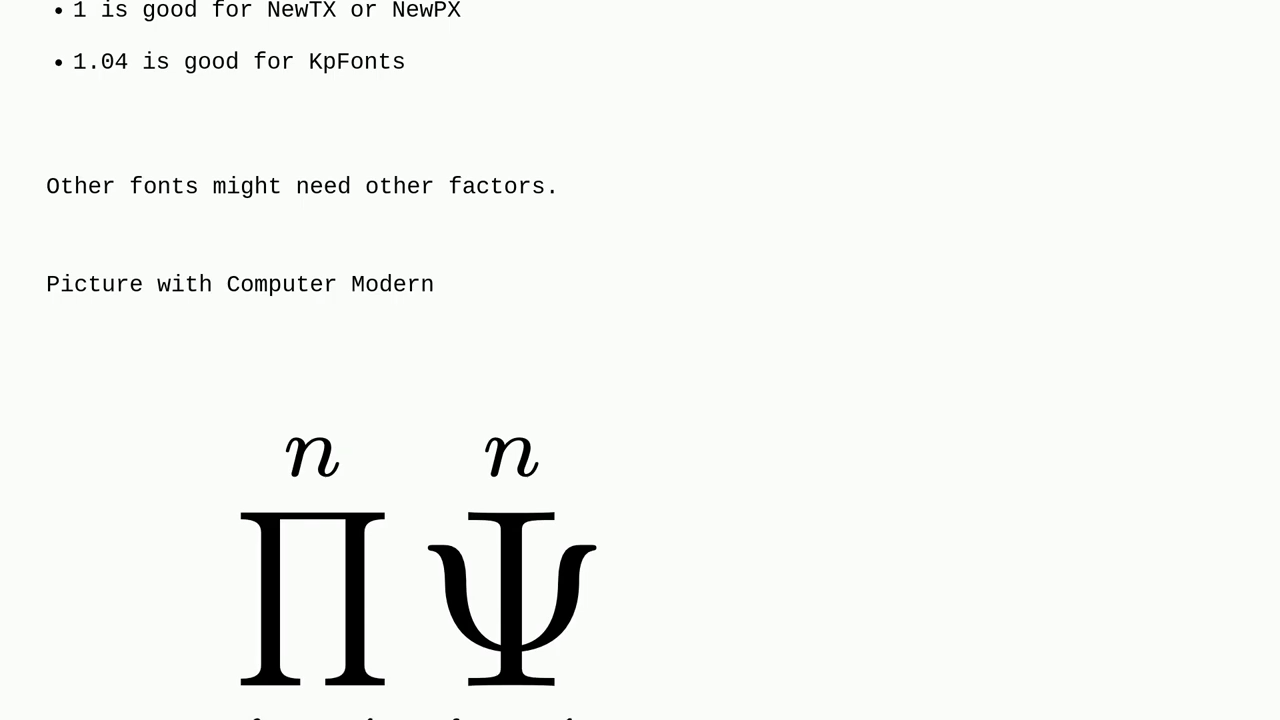 • 1 is good for NewTX or NewPX
• 1.04 is good for KpFonts
Other fonts might need other factors.
Picture with Computer Modern
n n
Π Ψ